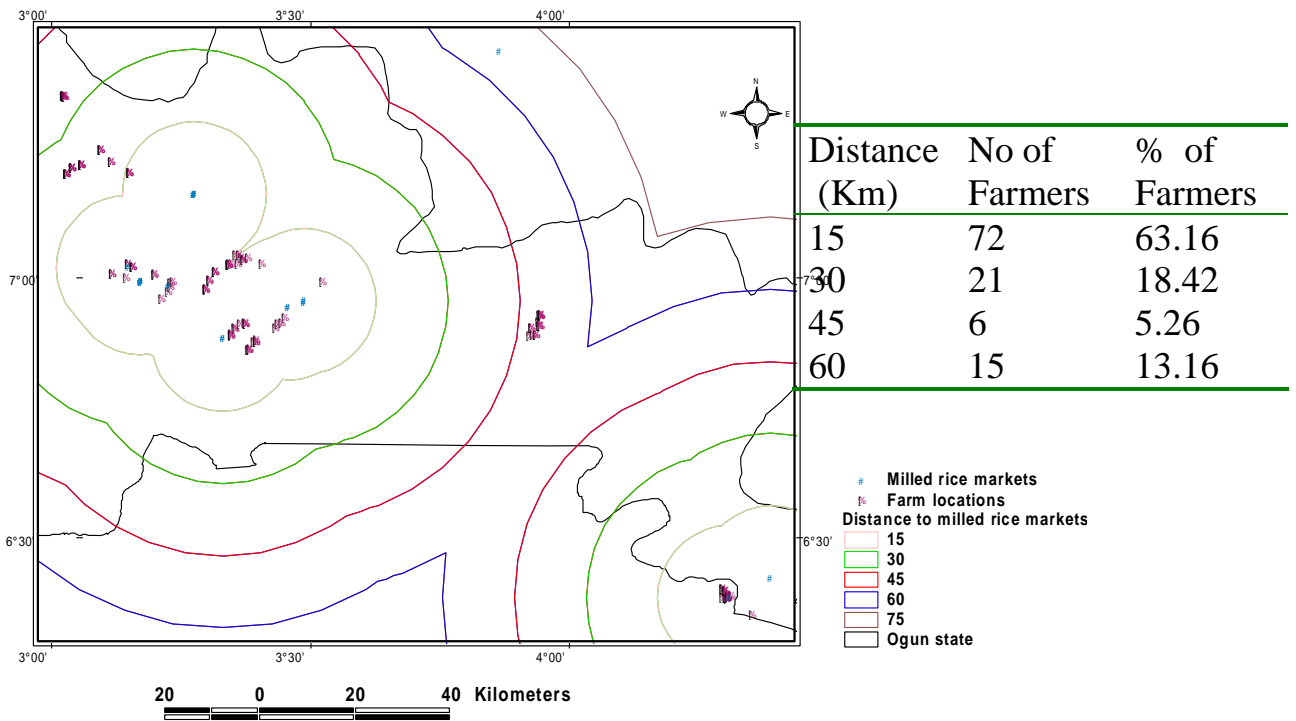 3°00' 3°30' 4°00'
N
W E
S
7°00' 7°00'
6°30' 6°30'
3°00' 3°30' 4°00'
20 0 20 40 Kilometers
Distance (Km) No of Farmers % of Farmers
15 72 63.16
30 21 18.42
45 6 5.26
60 15 13.16
# Milled rice markets
% Farm locations
Distance to milled rice markets
15
30
45
60
75
Ogun state